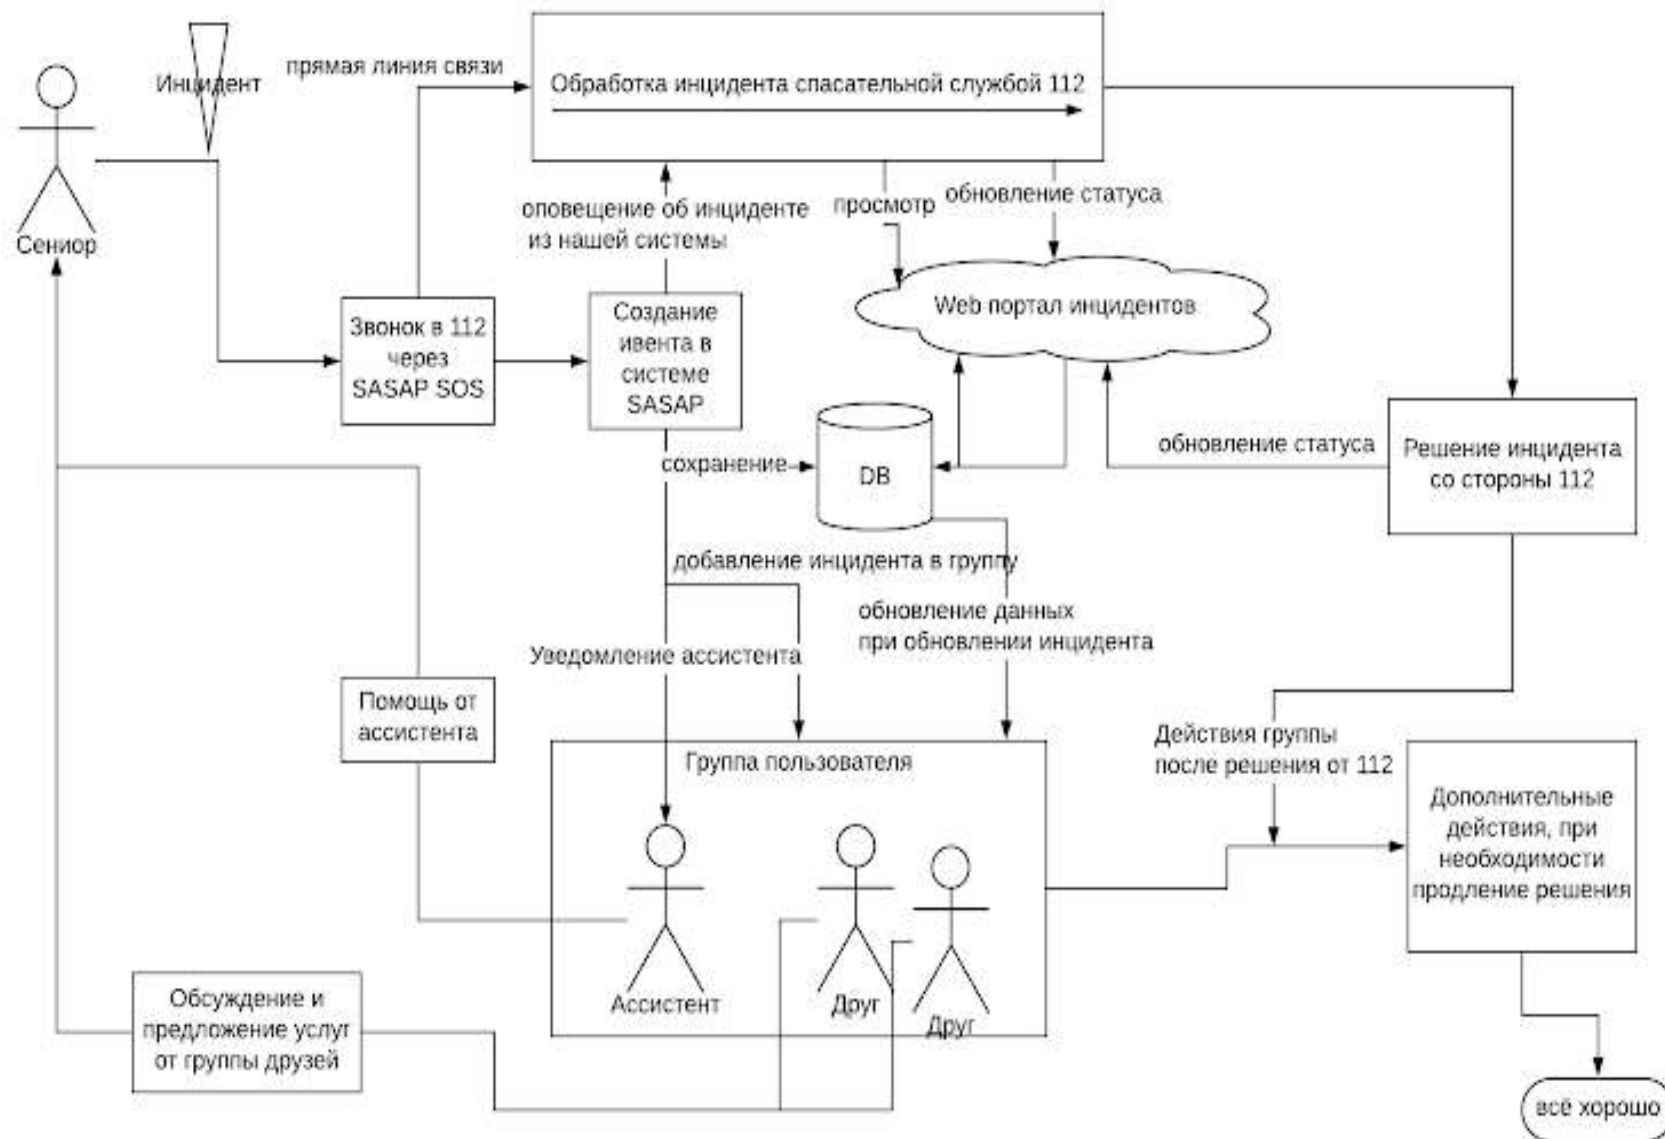 Инцидент
прямая линия связи
Обработка инцидента спасательной службой 112
Сениор
оповещение об инциденте
из нашей системы
просмотр
обновление статуса
Звонок в 112
через
SASAP SOS
Создание
ивента в
системе
SASAP
Web портал инцидентов
сохранение
DB
обновление статуса
Решение инцидента
со стороны 112
добавление инцидента в группу
обновление данных
при обновлении инцидента
Уведомление ассистента
Помощь от
ассистента
Группа пользователя
Действия группы
после решения от 112
Дополнительные
действия, при
необходимости
продление решения
Ассистент
Друг
Друг
Обсуждение и
предложение услуг
от группы друзей
всё хорошо